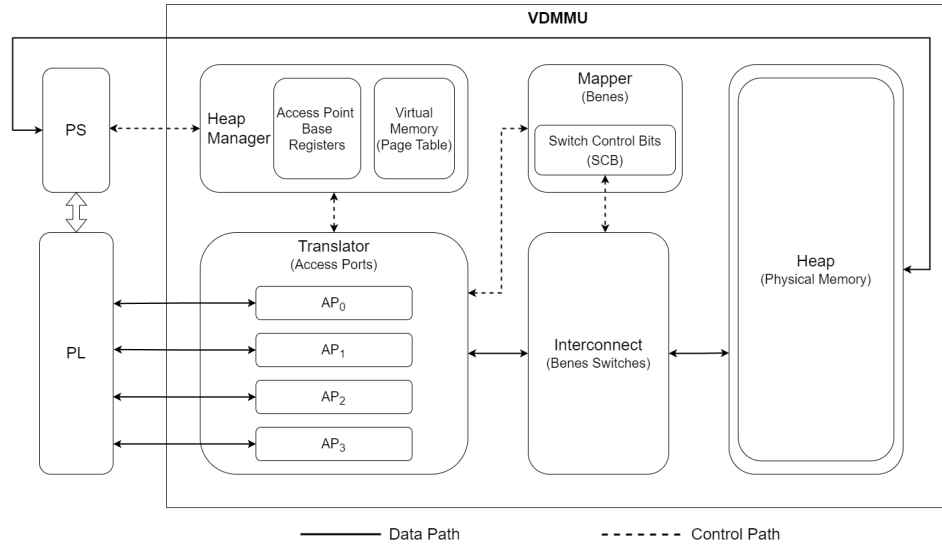 VDMMU
PS
Heap
Manager
Access Point
Base
Registers
Virtual
Memory
(Page Table)
Mapper
(Benes)
Switch Control Bits
(SCB)
PL
Translator
(Access Ports)
AP0
AP1
AP2
AP3
Interconnect
(Benes Switches)
Heap
(Physical Memory)
Data Path
Control Path